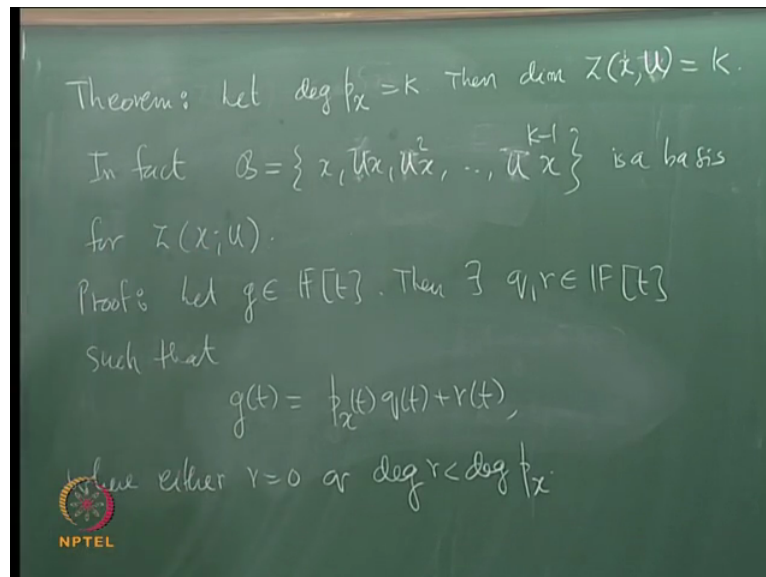 Theorem: Let deg p_x = K Then dim Z(x, U) = K.
In fact B = { x, Ux, U²x, .., U^{K-1}x } is a basis
for Z(x; U).
Proof: Let g ∈ F[t]. Then ∃ q, r ∈ F[t]
such that
g(t) = p_x(t) q(t) + r(t),
where either r = 0 or deg r < deg p_x.
NPTEL